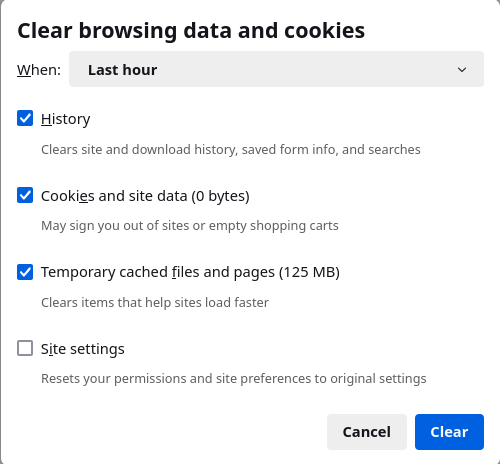 Clear browsing data and cookies
When: Last hour
History
Clears site and download history, saved form info, and searches
Cookies and site data (0 bytes)
May sign you out of sites or empty shopping carts
Temporary cached files and pages (125 MB)
Clears items that help sites load faster
Site settings
Resets your permissions and site preferences to original settings
Cancel Clear